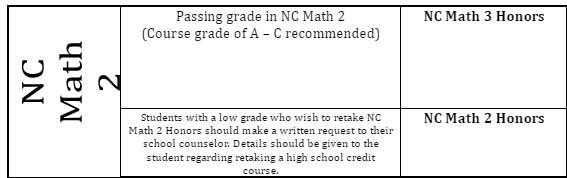 NC
Math
2
Passing grade in NC Math 2
(Course grade of A – C recommended)
NC Math 3 Honors
Students with a low grade who wish to retake NC
Math 2 Honors should make a written request to their
school counselor. Details should be given to the
student regarding retaking a high school credit
course.
NC Math 2 Honors